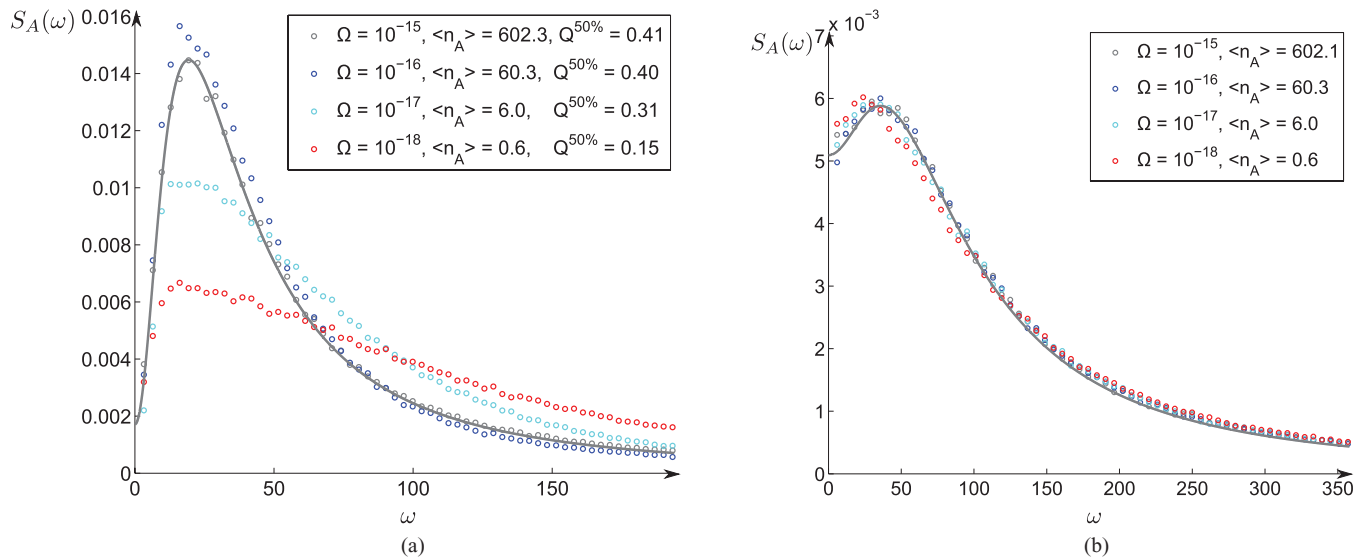 S_A(ω)
0.016
0.014
0.012
0.01
0.008
0.006
0.004
0.002
0
0 50 100 150
ω
Ω = 10⁻¹⁵, <n_A> = 602.3, Q^50% = 0.41
Ω = 10⁻¹⁶, <n_A> = 60.3, Q^50% = 0.40
Ω = 10⁻¹⁷, <n_A> = 6.0, Q^50% = 0.31
Ω = 10⁻¹⁸, <n_A> = 0.6, Q^50% = 0.15
(a)
x 10⁻³
S_A(ω)
7
6
5
4
3
2
1
0
0 50 100 150 200 250 300 350
ω
Ω = 10⁻¹⁵, <n_A> = 602.1
Ω = 10⁻¹⁶, <n_A> = 60.3
Ω = 10⁻¹⁷, <n_A> = 6.0
Ω = 10⁻¹⁸, <n_A> = 0.6
(b)